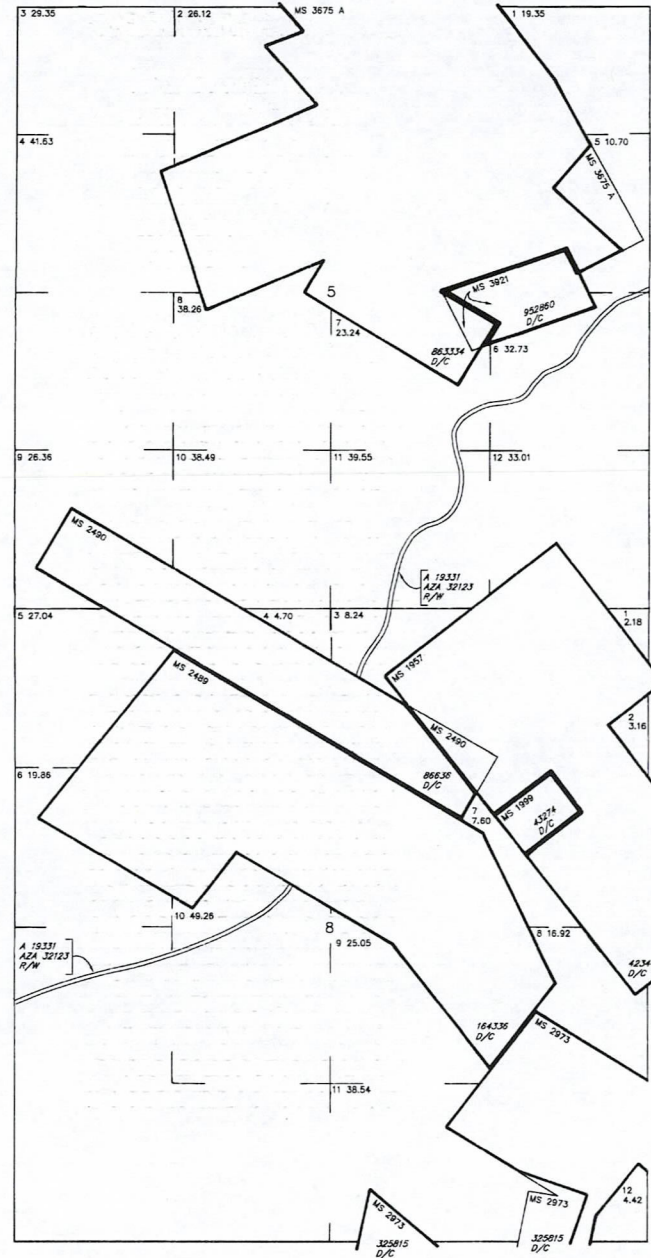 3 29.35
2 26.12
MS 3675 A
1 19.35
4 41.53
5 10.70
MS 3675 A
8
38.26
5
7
23.24
MS 3921
952860
D/C
863334
D/C
6 32.73
9 26.36
10 38.49
11 39.55
12 33.01
MS 2490
A 19331
AZA 32123
R/W
5 27.04
4 4.70
3 8.24
1
2.18
MS 2489
MS 1957
2
3.16
MS 2490
6 19.86
86636
D/C
7
7.60
MS 1999
43274
D/C
10 49.26
8
9 25.05
8 16.92
A 19331
AZA 32123
R/W
4234
D/C
164336
D/C
MS 2973
11 38.54
MS 2973
325815
D/C
MS 2973
325815
D/C
12
4.42